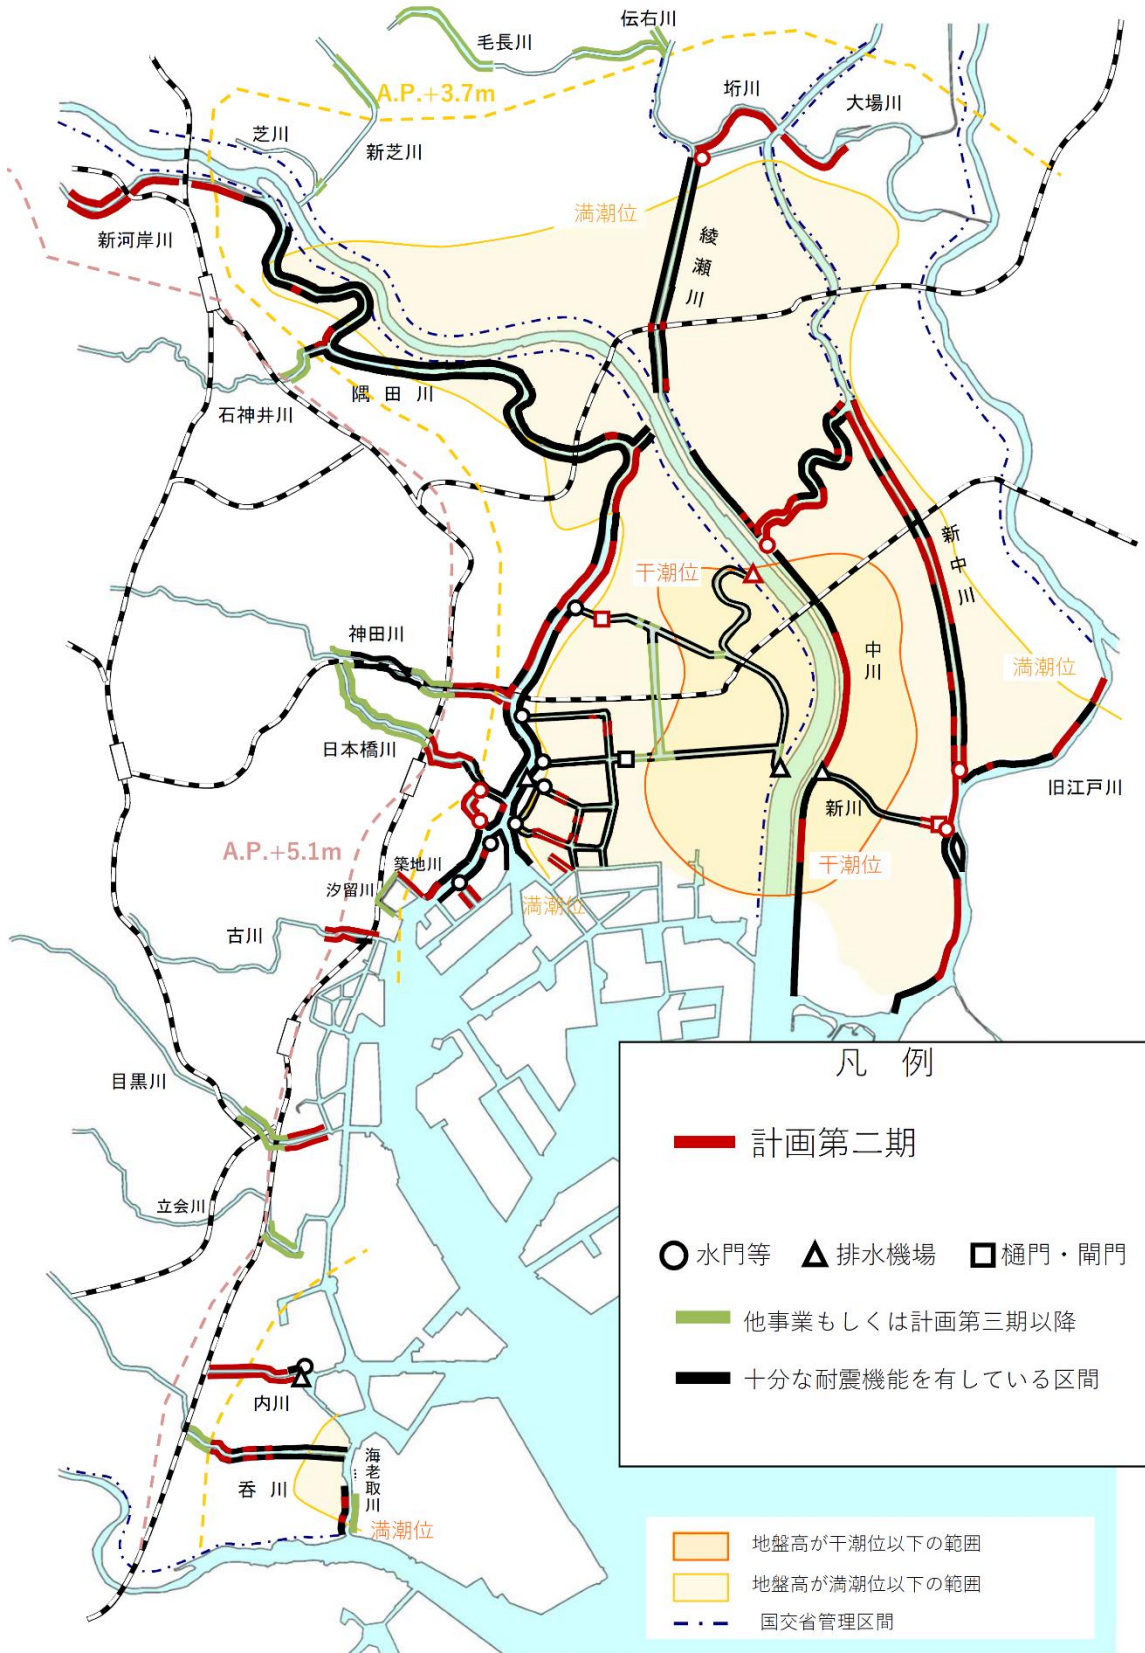 伝右川
毛長川
A.P.+3.7m
垳川
大場川
芝川
新芝川
満潮位
新河岸川
綾瀬川
隅田川
石神井川
干潮位
新中川
神田川
中川
満潮位
日本橋川
旧江戸川
新川
A.P.+5.1m
築地川
干潮位
汐留川
満潮位
古川
目黒川
立会川
内川
海老取川
呑川
満潮位
凡 例
計画第二期
水門等
排水機場
樋門・閘門
他事業もしくは計画第三期以降
十分な耐震機能を有している区間
地盤高が干潮位以下の範囲
地盤高が満潮位以下の範囲
国交省管理区間